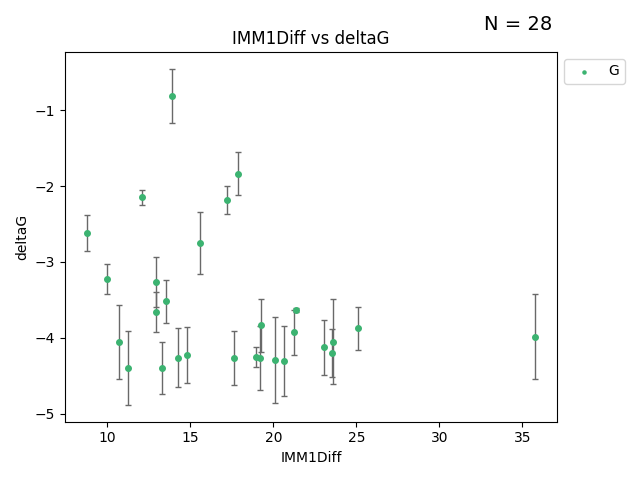 N = 28
IMM1Diff vs deltaG
G
deltaG
−1
−2
−3
−4
−5
10 15 20 25 30 35
IMM1Diff